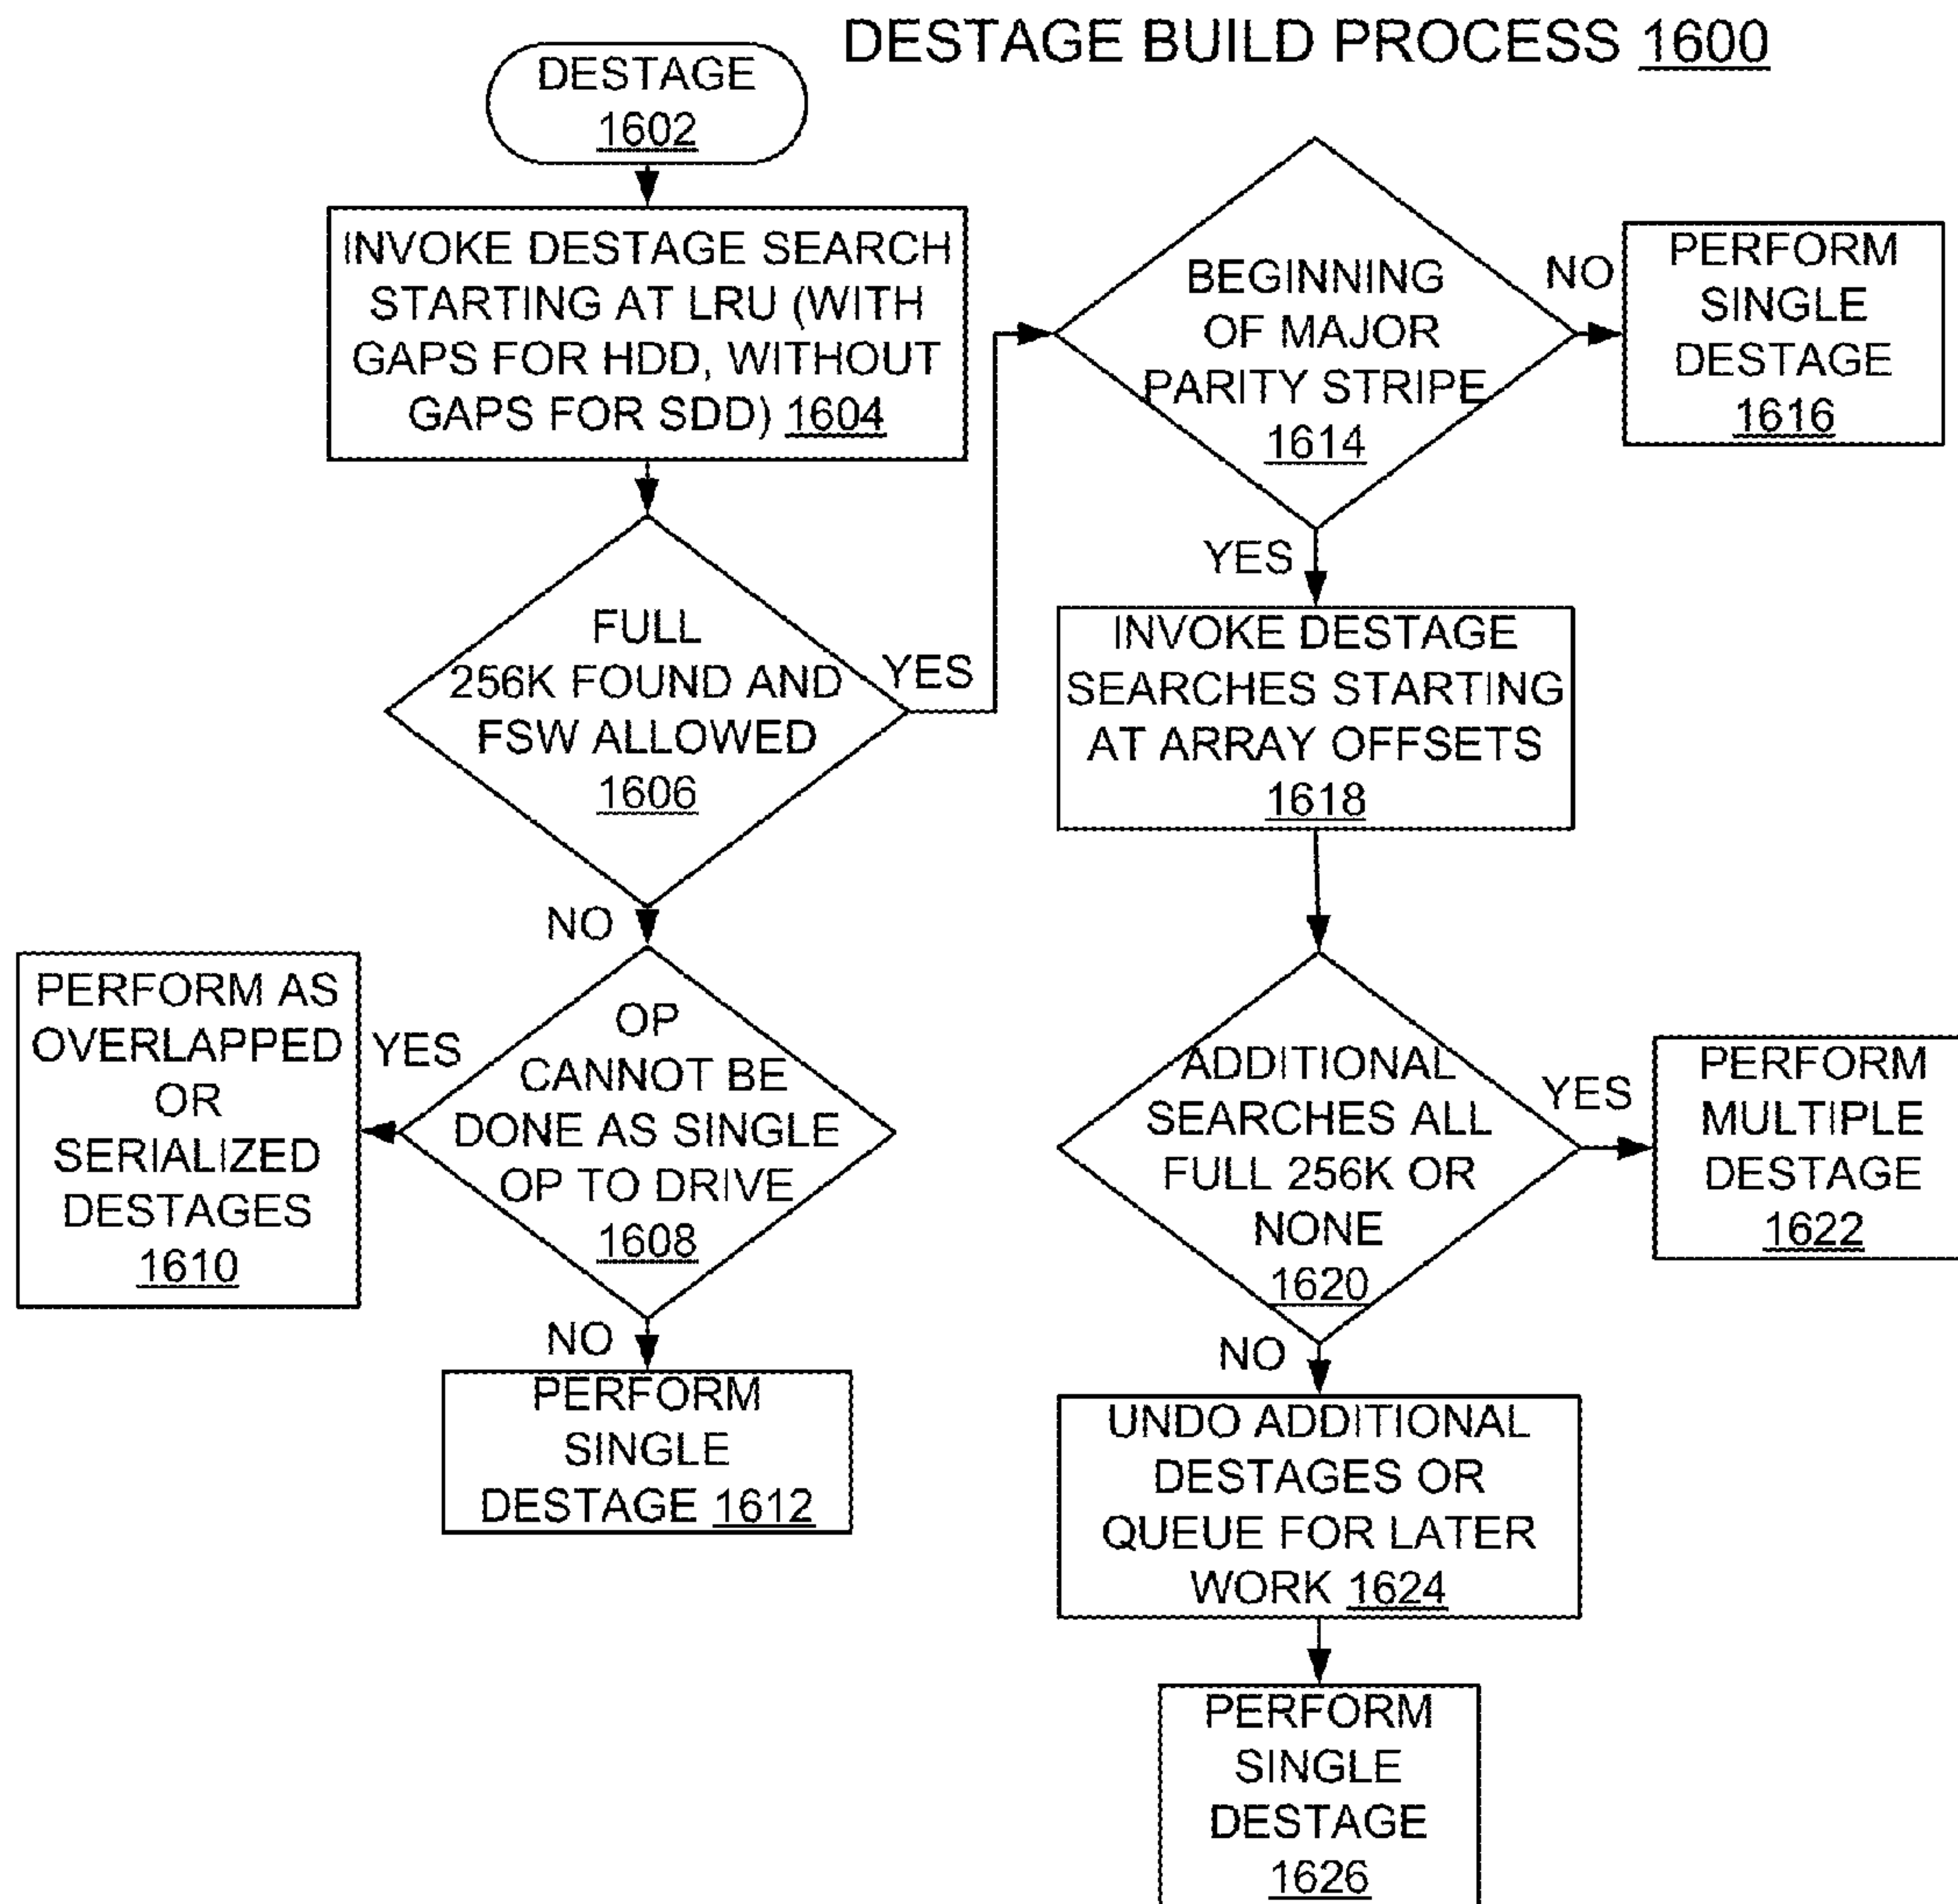 DESTAGE BUILD PROCESS 1600
DESTAGE
1602
INVOKE DESTAGE SEARCH
STARTING AT LRU (WITH
GAPS FOR HDD, WITHOUT
GAPS FOR SDD) 1604
FULL
256K FOUND AND
FSW ALLOWED
1606
YES
NO
OP
CANNOT BE
DONE AS SINGLE
OP TO DRIVE
1608
YES
PERFORM AS
OVERLAPPED
OR
SERIALIZED
DESTAGES
1610
NO
PERFORM
SINGLE
DESTAGE 1612
BEGINNING
OF MAJOR
PARITY STRIPE
1614
NO
PERFORM
SINGLE
DESTAGE
1616
YES
INVOKE DESTAGE
SEARCHES STARTING
AT ARRAY OFFSETS
1618
ADDITIONAL
SEARCHES ALL
FULL 256K OR
NONE
1620
YES
PERFORM
MULTIPLE
DESTAGE
1622
NO
UNDO ADDITIONAL
DESTAGES OR
QUEUE FOR LATER
WORK 1624
PERFORM
SINGLE
DESTAGE
1626